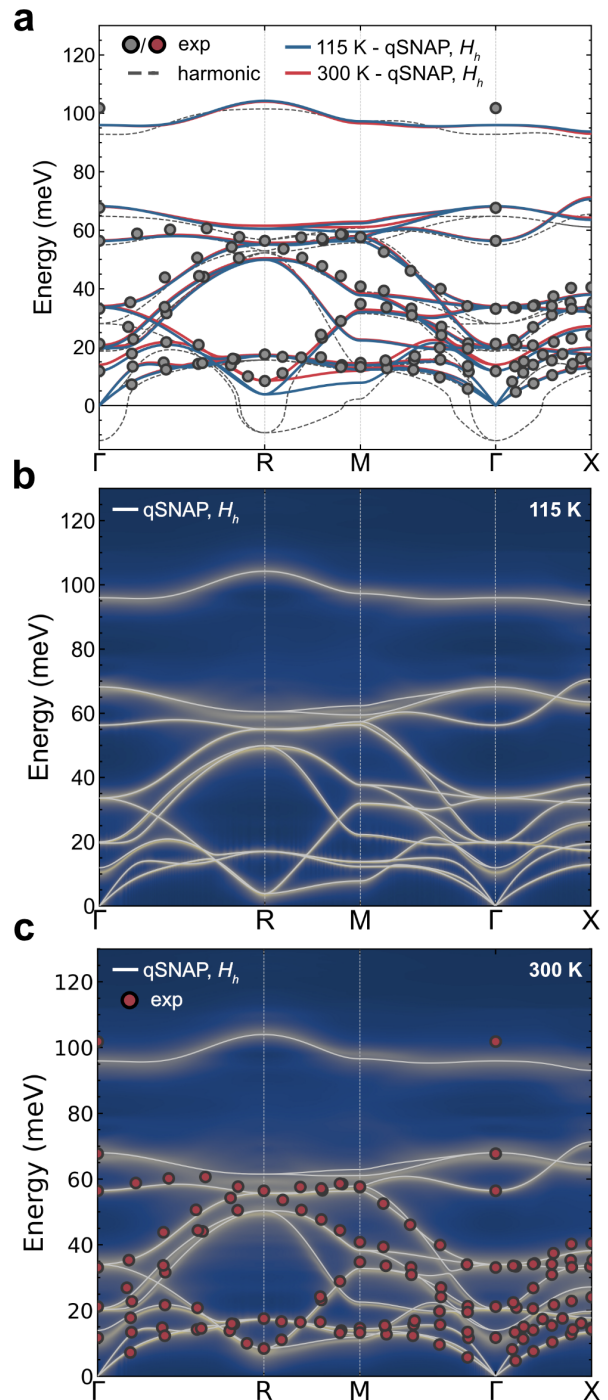 a
120
100
80
60
40
20
0
Energy (meV)
/ exp
harmonic
115 K - qSNAP, Hh
300 K - qSNAP, Hh
Γ R M Γ X
b
120
100
80
60
40
20
0
Energy (meV)
qSNAP, Hh
115 K
Γ R M Γ X
c
120
100
80
60
40
20
0
Energy (meV)
qSNAP, Hh
exp
300 K
Γ R M Γ X